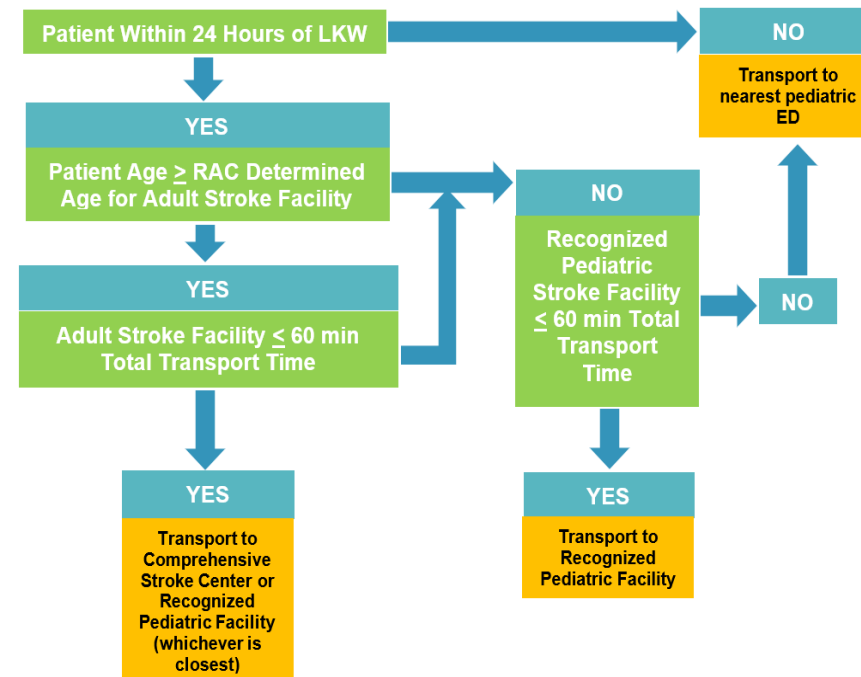 Patient Within 24 Hours of LKW
NO
Transport to
nearest pediatric
ED
YES
Patient Age > RAC Determined
Age for Adult Stroke Facility
NO
Recognized
Pediatric
Stroke Facility
< 60 min Total
Transport
Time
NO
YES
Adult Stroke Facility < 60 min
Total Transport Time
YES
Transport to
Comprehensive
Stroke Center or
Recognized
Pediatric Facility
(whichever is
closest)
YES
Transport to
Recognized
Pediatric Facility